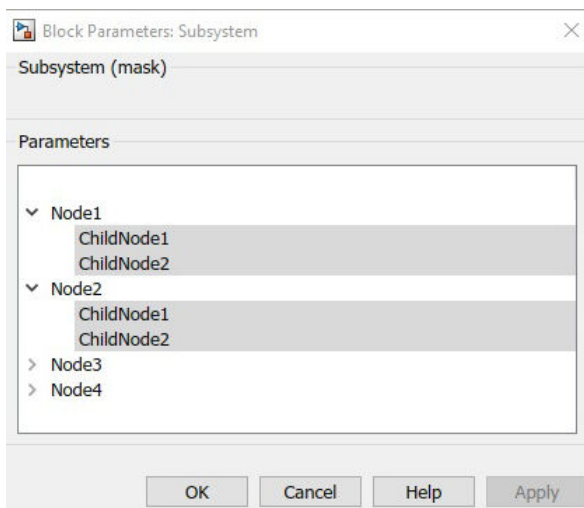 Block Parameters: Subsystem
Subsystem (mask)
Parameters
Node1
ChildNode1
ChildNode2
Node2
ChildNode1
ChildNode2
Node3
Node4
OK Cancel Help Apply